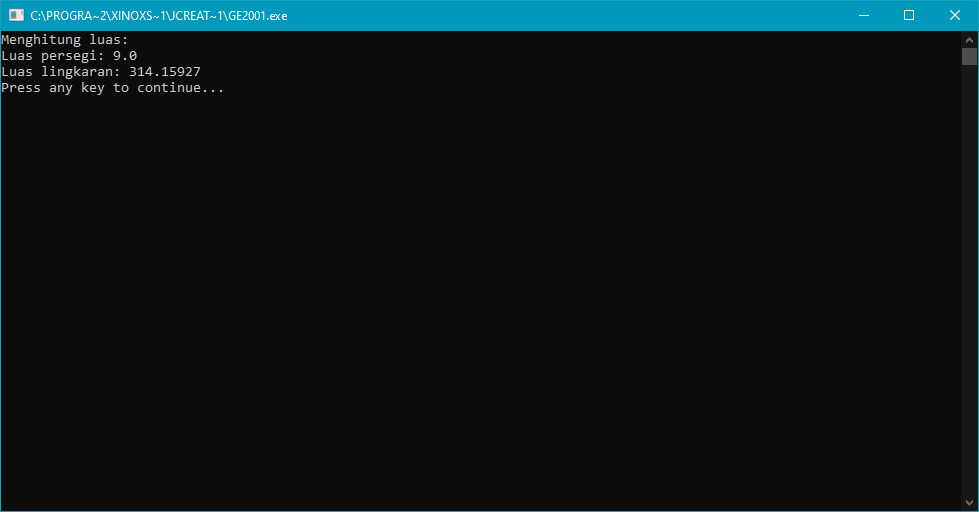 C:\PROGRA~2\XINOXS~1\JCREAT~1\GE2001.exe
Menghitung luas:
Luas persegi: 9.0
Luas lingkaran: 314.15927
Press any key to continue...